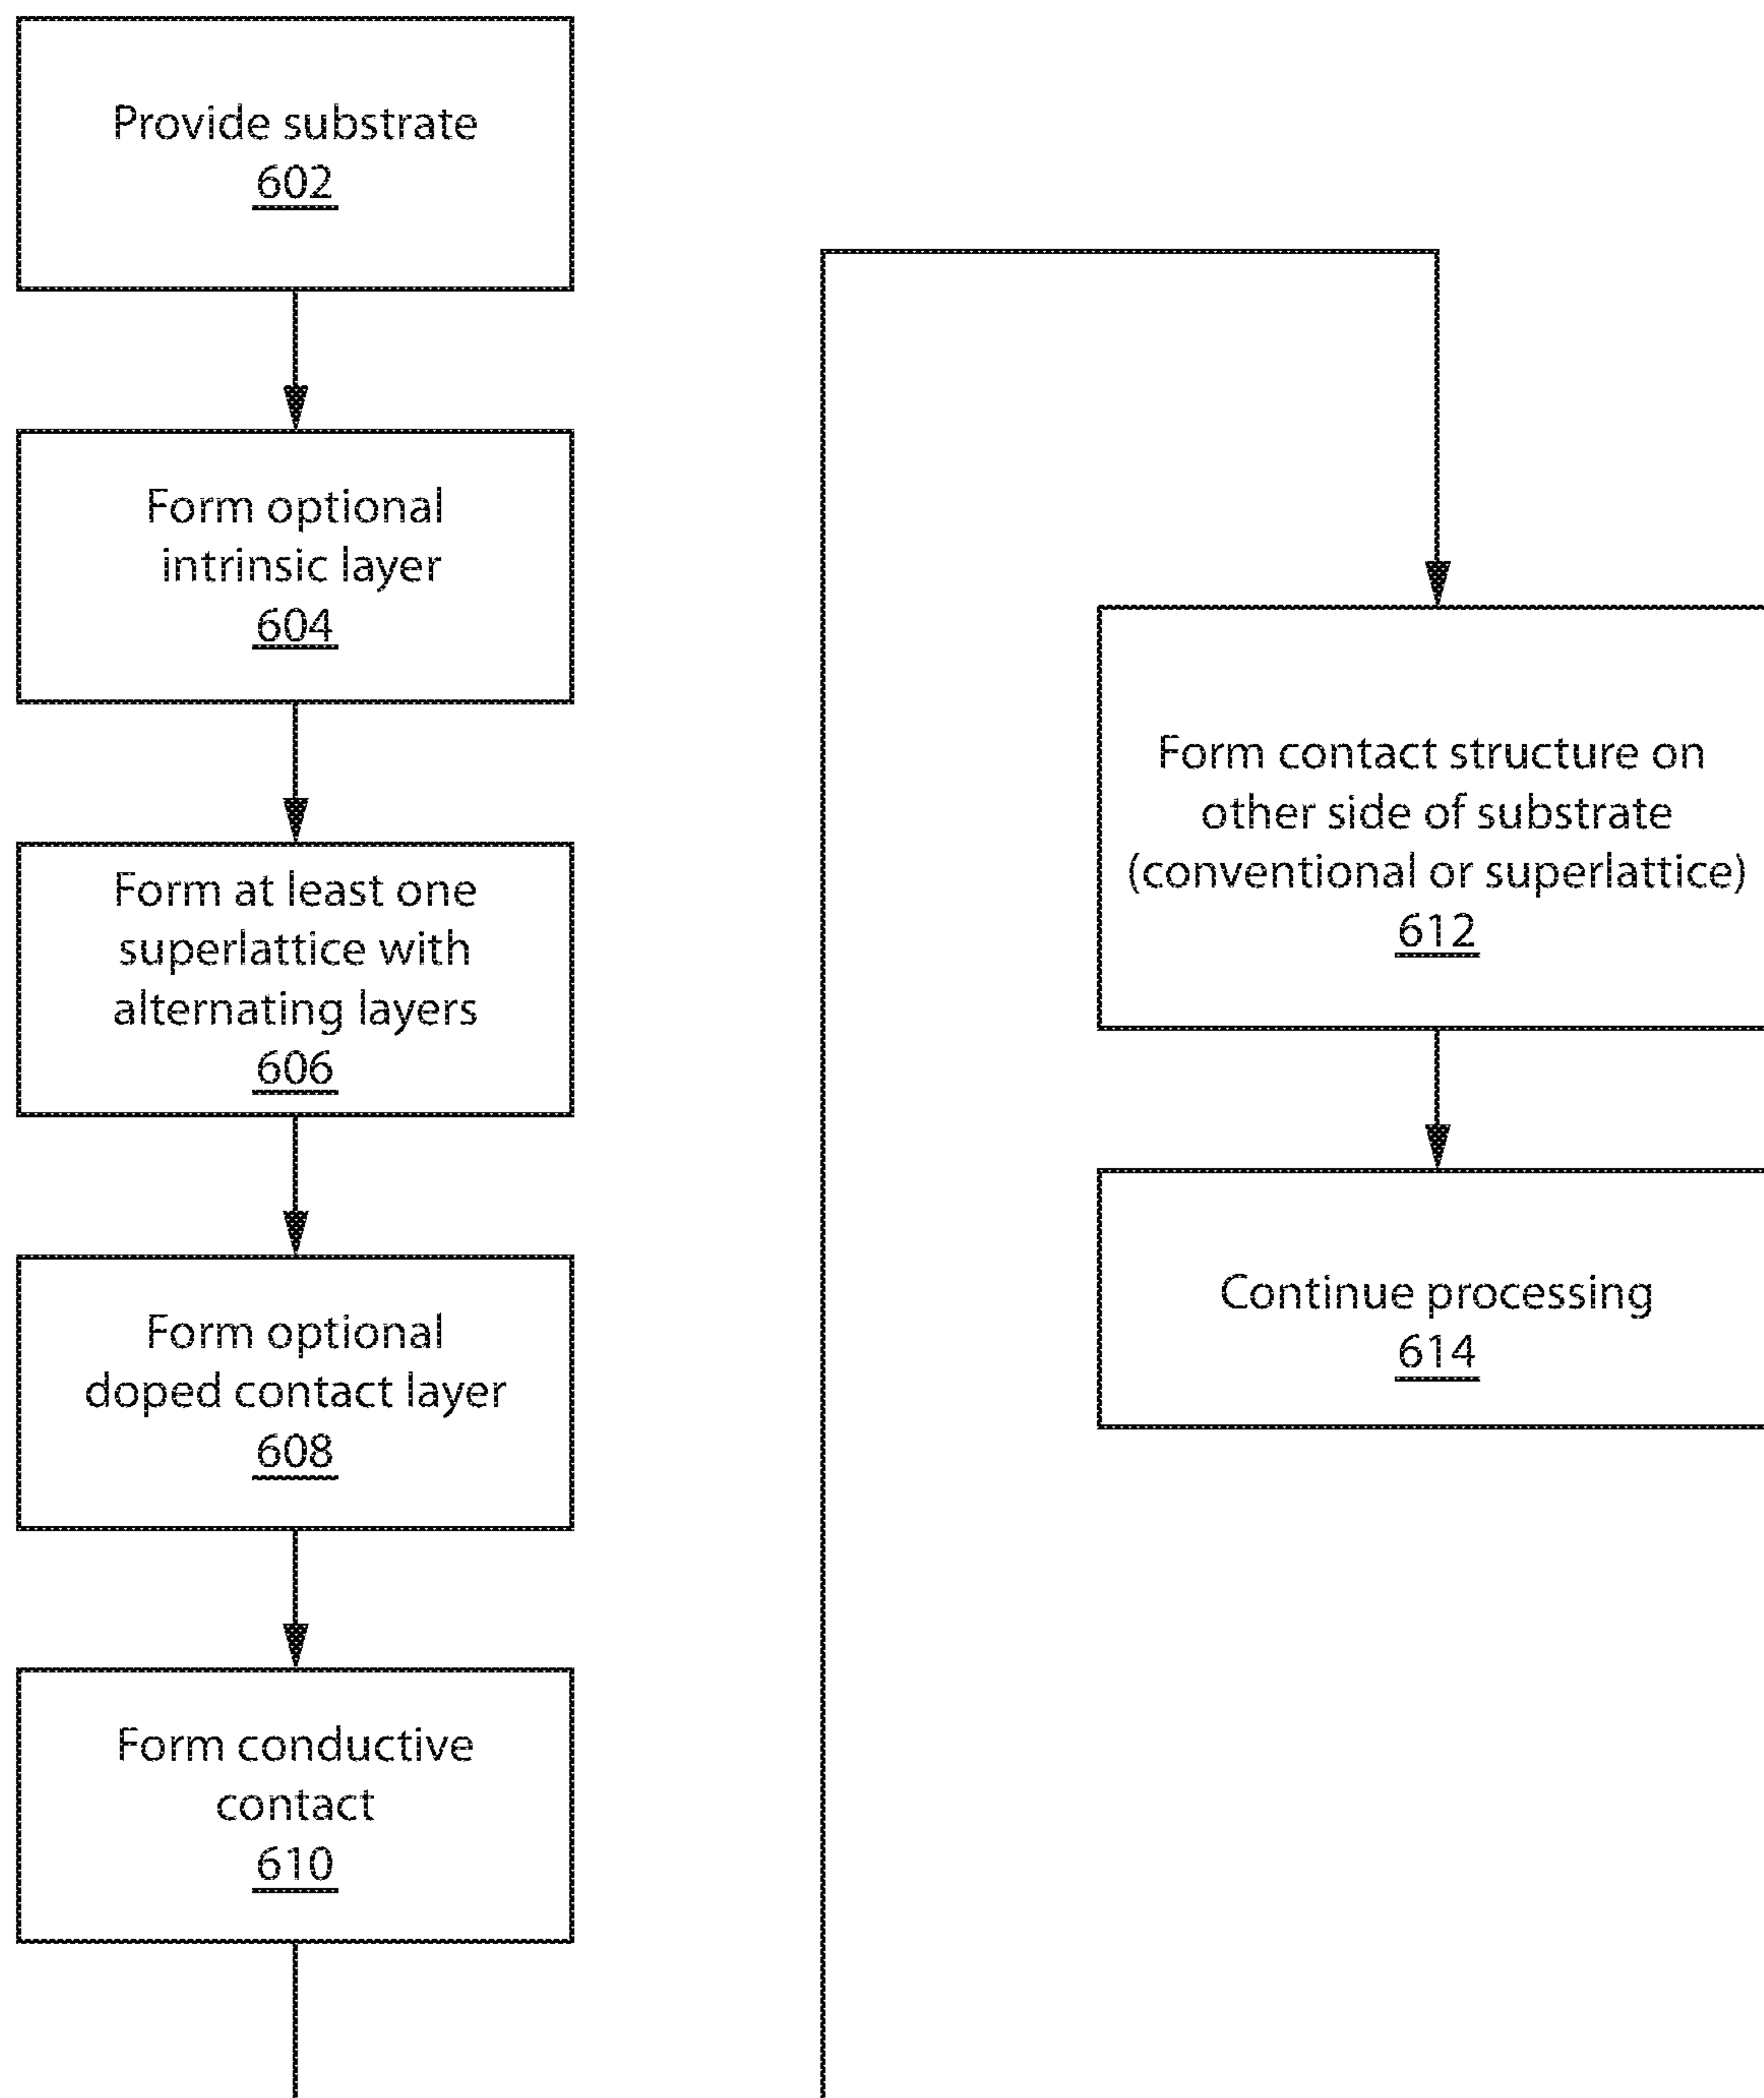 Provide substrate
602
Form optional
intrinsic layer
604
Form at least one
superlattice with
alternating layers
606
Form optional
doped contact layer
608
Form conductive
contact
610
Form contact structure on
other side of substrate
(conventional or superlattice)
612
Continue processing
614